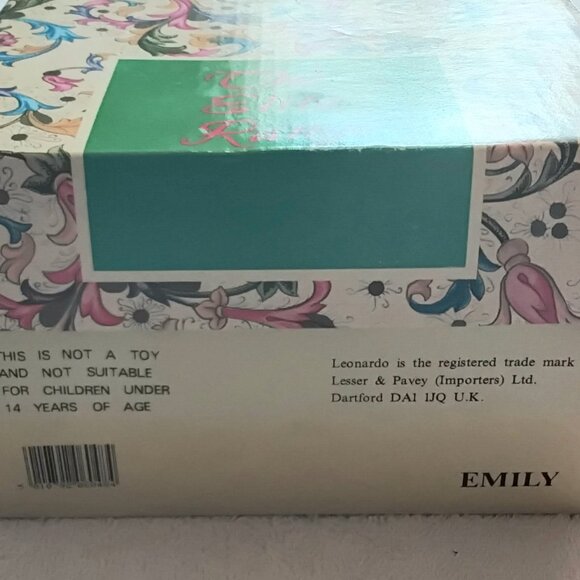 THIS IS NOT A TOY
AND NOT SUITABLE
FOR CHILDREN UNDER
14 YEARS OF AGE
Leonardo is the registered trade mark
Lesser & Pavey (Importers) Ltd.
Dartford DA1 1JQ U.K.
EMILY